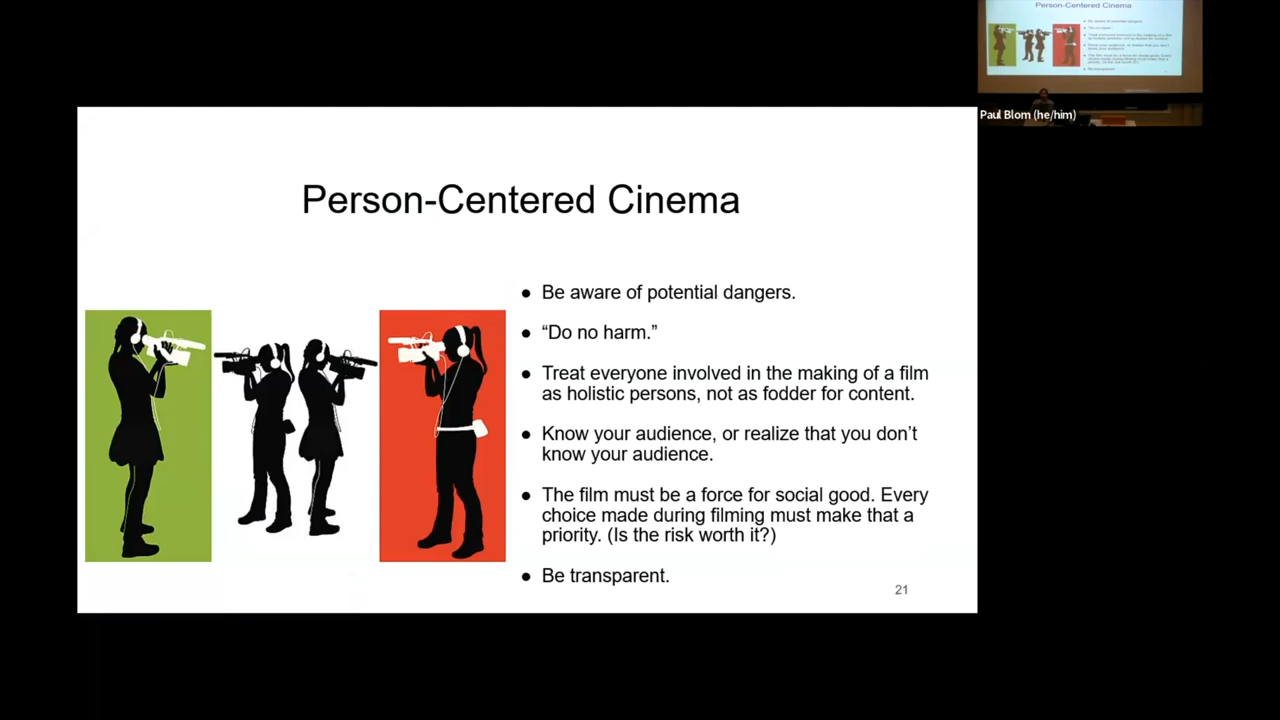 Person-Centered Cinema
Paul Blom (he/him)
Person-Centered Cinema
● Be aware of potential dangers.
● “Do no harm.”
● Treat everyone involved in the making of a film
as holistic persons, not as fodder for content.
● Know your audience, or realize that you don’t
know your audience.
● The film must be a force for social good. Every
choice made during filming must make that a
priority. (Is the risk worth it?)
● Be transparent.
21